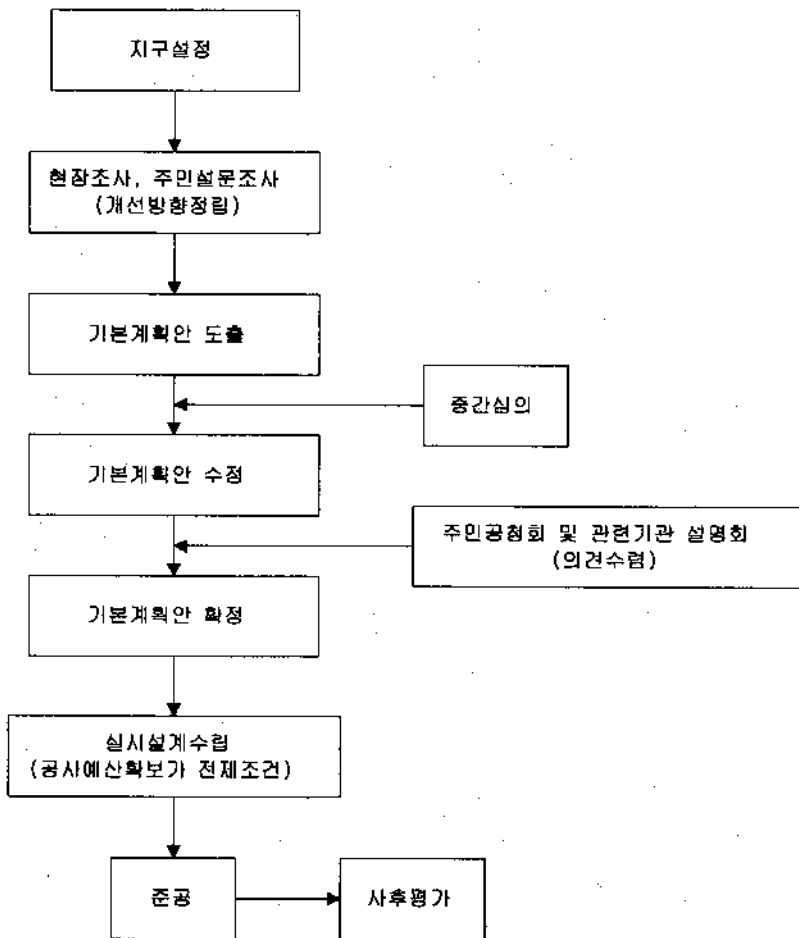 지구설정
현장조사, 주민설문조사
(개선방향정립)
기본계획안 도출
중간심의
기본계획안 수정
주민공청회 및 관련기관 설명회
(의견수렴)
기본계획안 확정
실시설계수립
(공사예산확보가 전제조건)
준공
사후평가